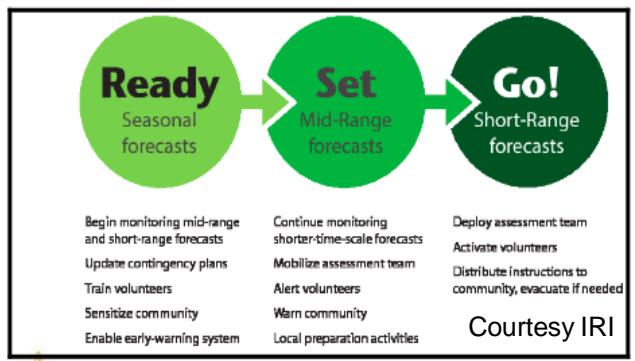 Ready
Seasonal
forecasts
Set
Mid-Range
forecasts
Go!
Short-Range
forecasts
Begin monitoring mid-range
and short-range forecasts
Update contingency plans
Train volunteers
Sensitize community
Enable early-warning system
Continue monitoring
shorter-time-scale forecasts
Mobilize assessment team
Alert volunteers
Warn community
Local preparation activities
Deploy assessment team
Activate volunteers
Distribute instructions to
community, evacuate if needed
Courtesy IRI